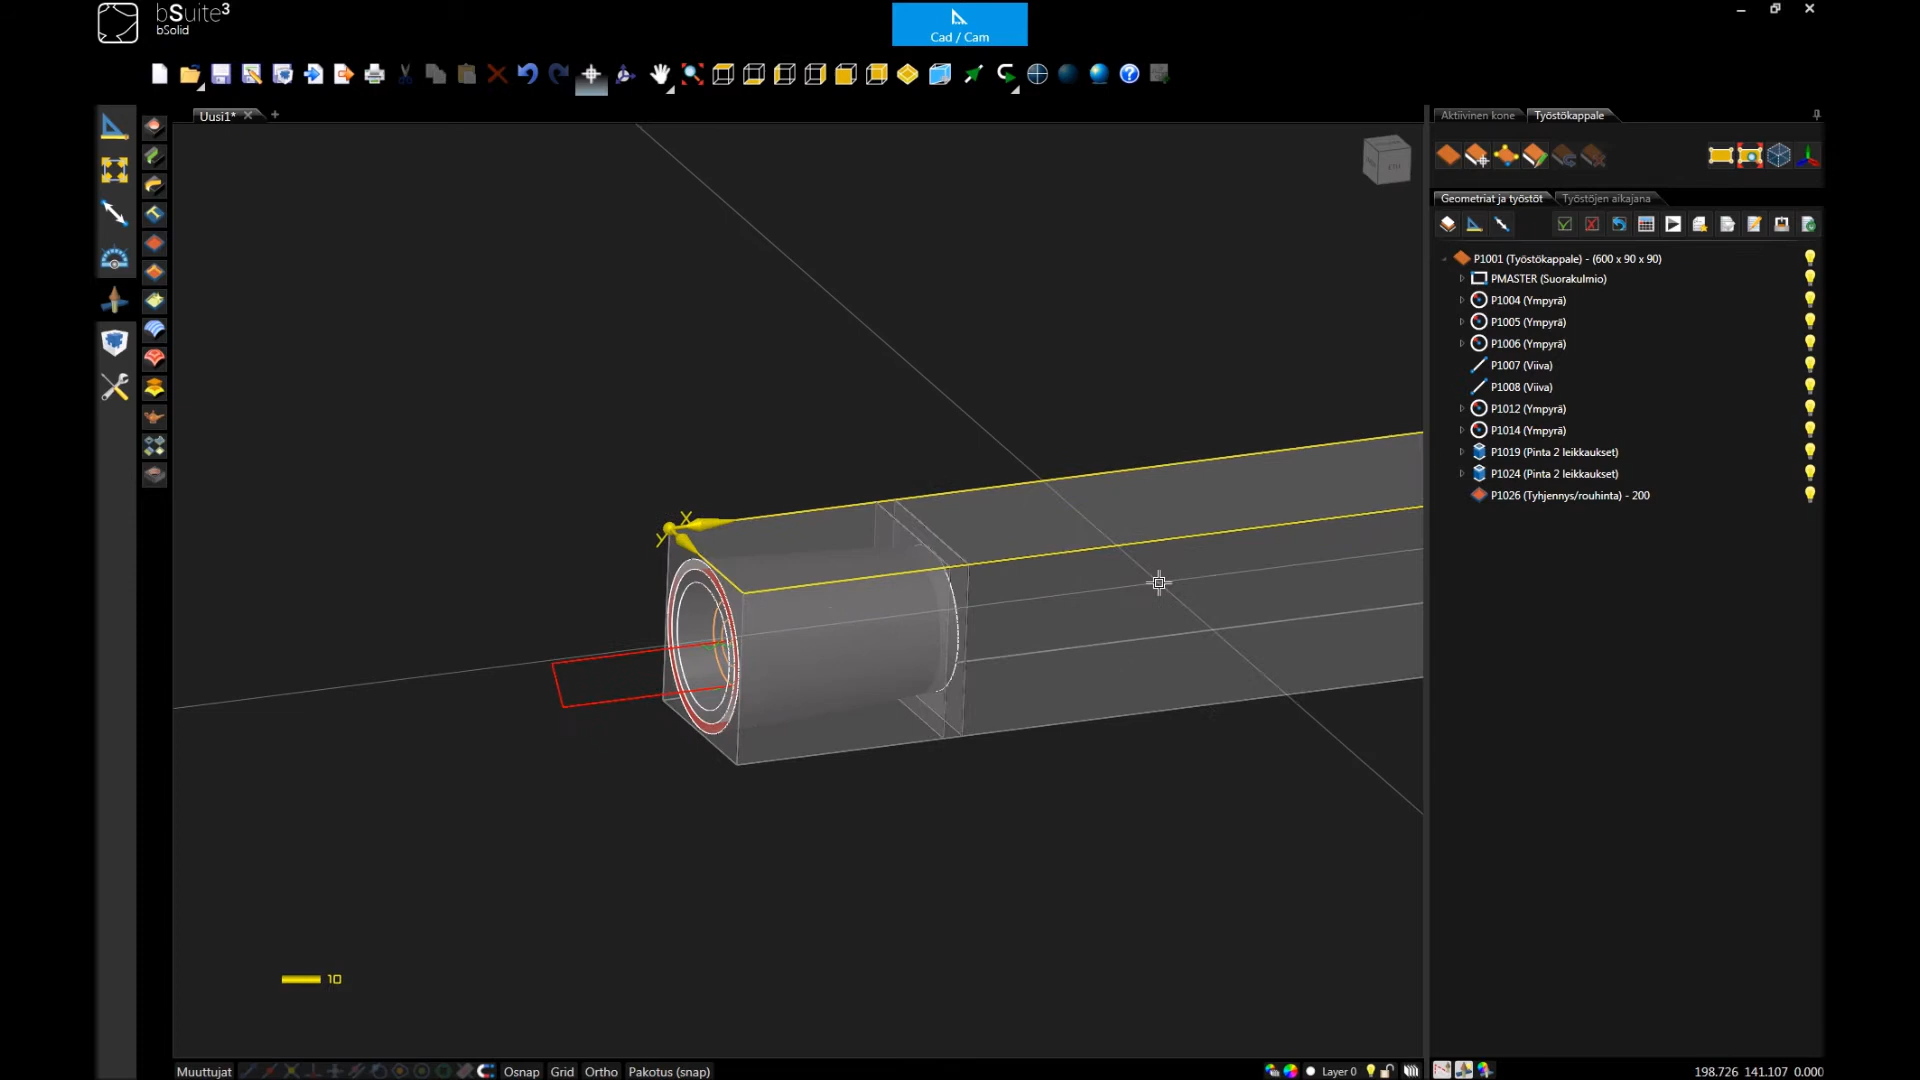 bSuite³
bSolid
Cad / Cam
Uusi1*
Aktiivinen kone
Työstökappale
Geometriat ja työstöt
Työstöjen aikajana
P1001 (Työstökappale) - (600 x 90 x 90)
PMASTER (Suorakulmio)
P1004 (Ympyrä)
P1005 (Ympyrä)
P1006 (Ympyrä)
P1007 (Viiva)
P1008 (Viiva)
P1012 (Ympyrä)
P1014 (Ympyrä)
P1019 (Pinta 2 leikkaukset)
P1024 (Pinta 2 leikkaukset)
P1026 (Tyhjennys/rouhinta) - 200
X
Y
10
Muuttujat
Osnap
Grid
Ortho
Pakotus (snap)
Layer 0
198.726 141.107 0.000